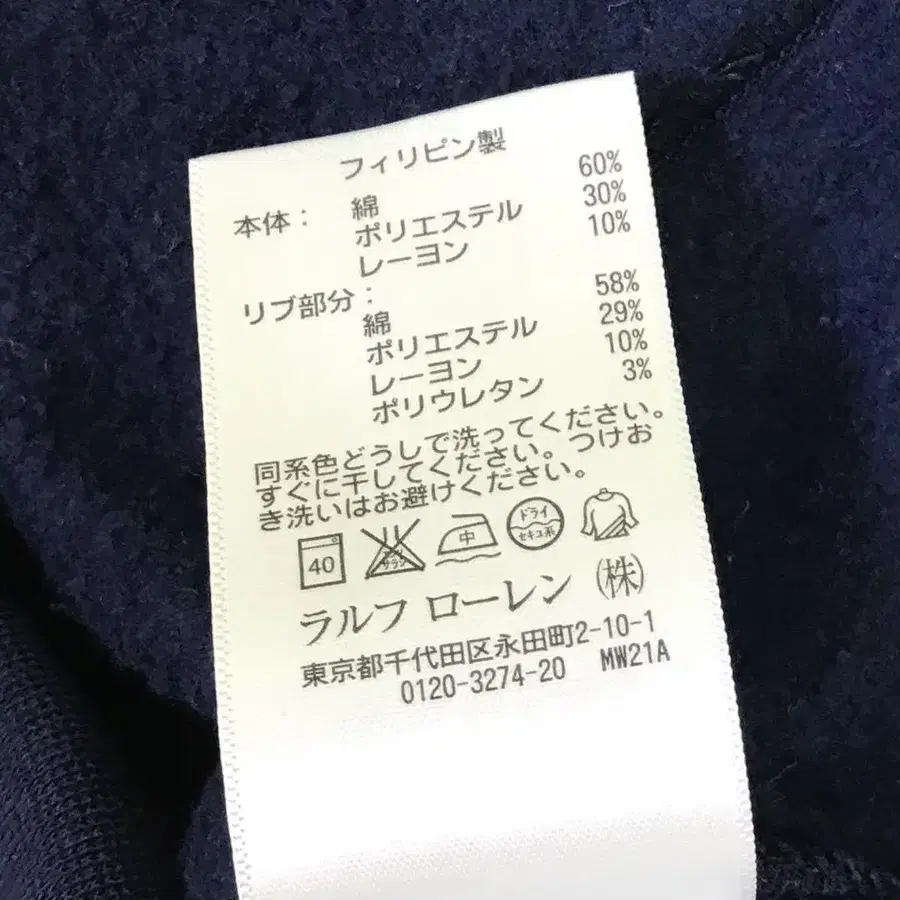 フィリピン製
本体： 綿 60%
ポリエステル 30%
レーヨン 10%
リブ部分：
綿 58%
ポリエステル 29%
レーヨン 10%
ポリウレタン 3%
同系色どうしで洗ってください。
すぐに干してください。つけお
き洗いはお避けください。
40 エンソサラシ 中 ドライ セキユ系
ラルフ ローレン（株）
東京都千代田区永田町2-10-1
0120-3274-20 MW21A